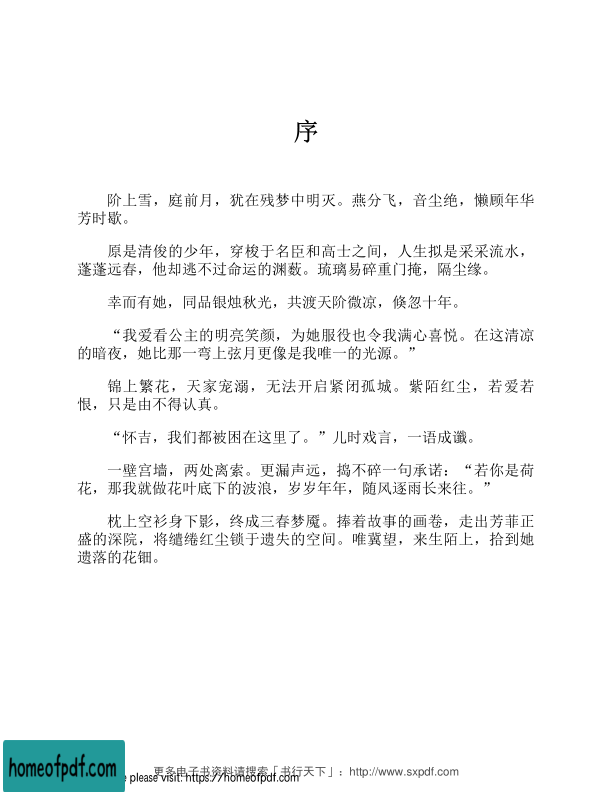 序
阶上雪，庭前月，犹在残梦中明灭。燕分飞，音尘绝，懒顾年华
芳时歇。
原是清俊的少年，穿梭于名臣和高士之间，人生拟是采采流水，
蓬蓬远春，他却逃不过命运的渊薮。琉璃易碎重门掩，隔尘缘。
幸而有她，同品银烛秋光，共渡天阶微凉，倏忽十年。
“我爱看公主的明亮笑颜，为她服役也令我满心喜悦。在这清凉
的暗夜，她比那一弯上弦月更像是我唯一的光源。”
锦上繁花，天家宠溺，无法开启紧闭孤城。紫陌红尘，若爱若
恨，只是由不得认真。
“怀吉，我们都被困在这里了。”儿时戏言，一语成谶。
一壁宫墙，两处离索。更漏声远，捣不碎一句承诺：“若你是荷
花，那我就做花叶底下的波浪，岁岁年年，随风逐雨长来往。”
枕上空衫身下影，终成三春梦魇。捧着故事的画卷，走出芳菲正
盛的深院，将缱绻红尘锁于遗失的空间。唯冀望，来生陌上，拾到她
遗落的花钿。
更多电子书资料请搜索「书行天下」：http://www.sxpdf.com
homeofpdf.com
please visit: https://homeofpdf.com